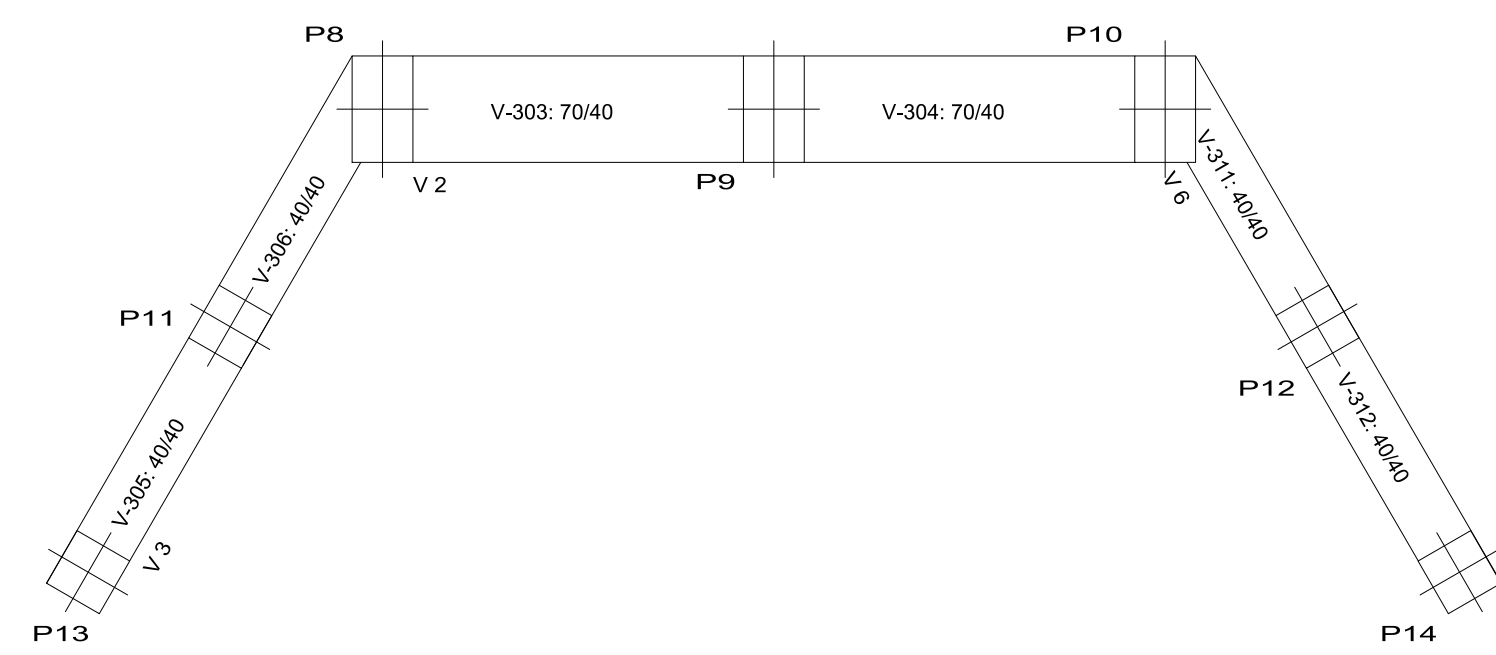 P8
P10
V-303: 70/40
V-304: 70/40
V 2
P9
V 6
V-311: 40/40
V-306: 40/40
P11
P12
V-312: 40/40
V-305: 40/40
V 3
P13
P14